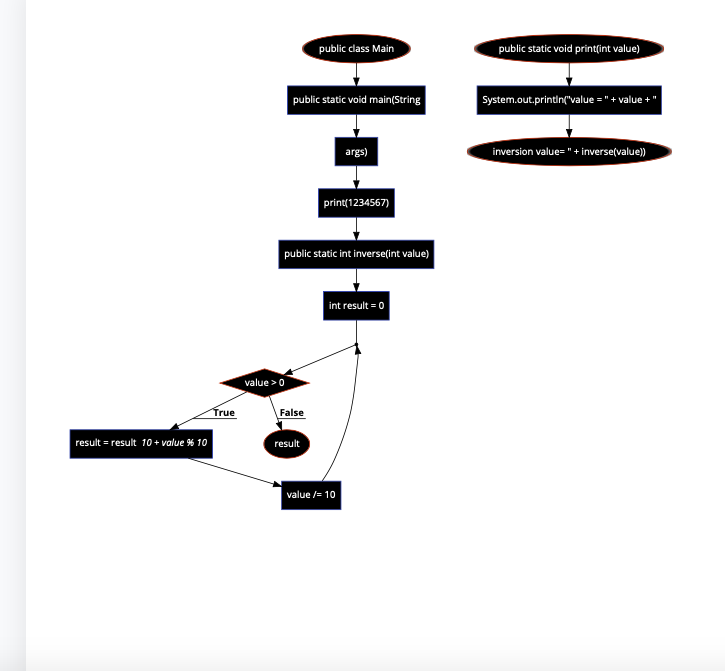 public class Main
public static void print(int value)
public static void main(String
System.out.println("value = " + value + "
args)
inversion value= " + inverse(value))
print(1234567)
public static int inverse(int value)
int result = 0
value > 0
True
False
result = result 10 + value % 10
result
value /= 10